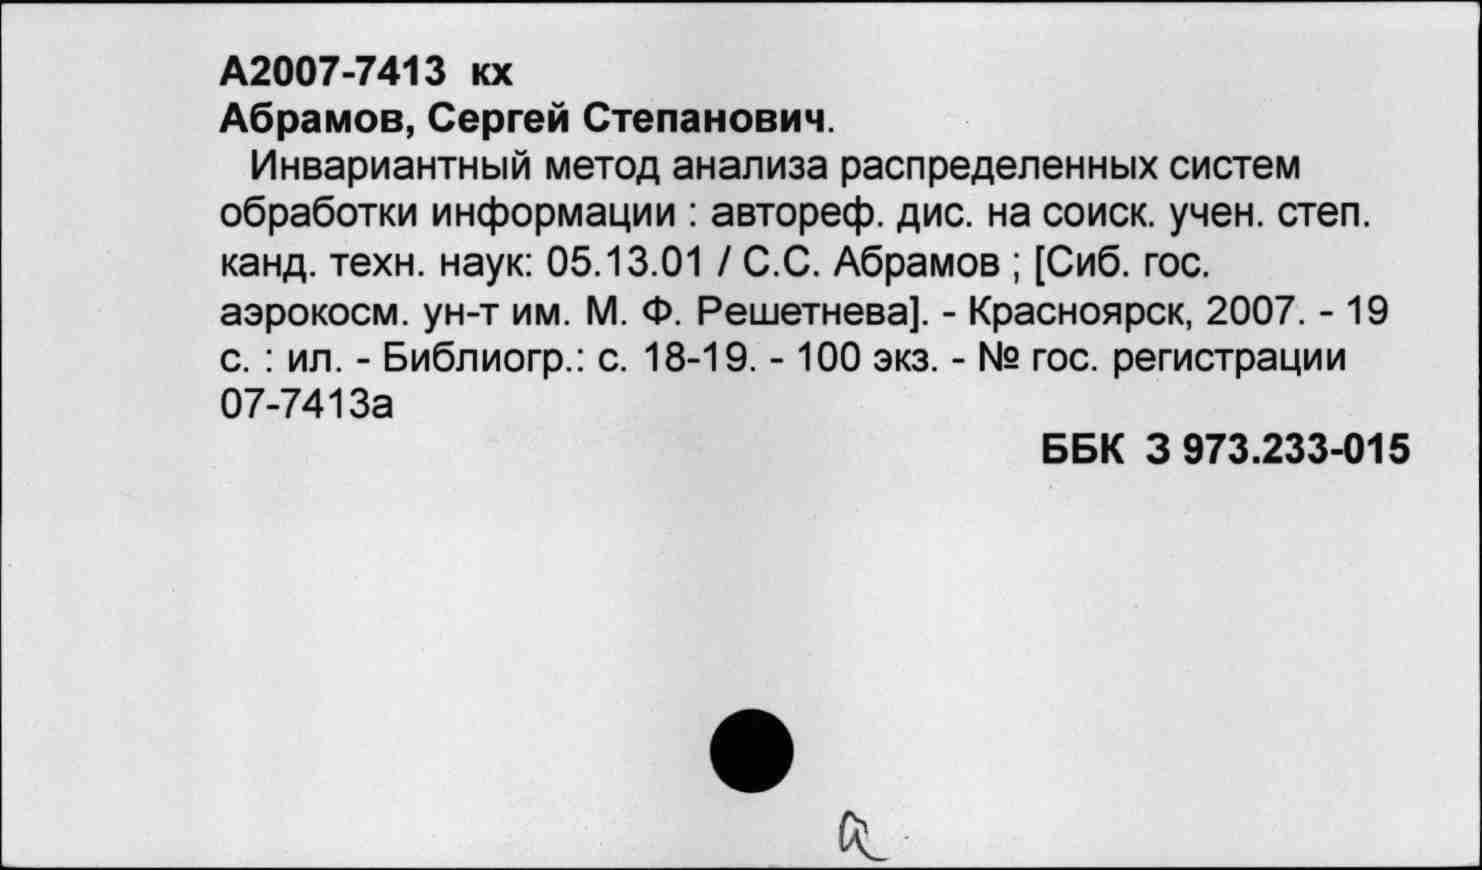 А2007-7413 кх
Абрамов, Сергей Степанович.
Инвариантный метод анализа распределенных систем
обработки информации : автореф. дис. на соиск. учен. степ.
канд. техн. наук: 05.13.01 / С.С. Абрамов ; [Сиб. гос.
аэрокосм. ун-т им. М. Ф. Решетнева]. - Красноярск, 2007. - 19
с. : ил. - Библиогр.: с. 18-19. - 100 экз. - № гос. регистрации
07-7413а
ББК З 973.233-015